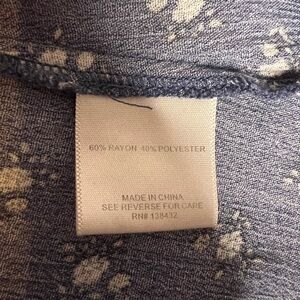 60% RAYON 40% POLYESTER
MADE IN CHINA
SEE REVERSE FOR CARE
RN# 138432